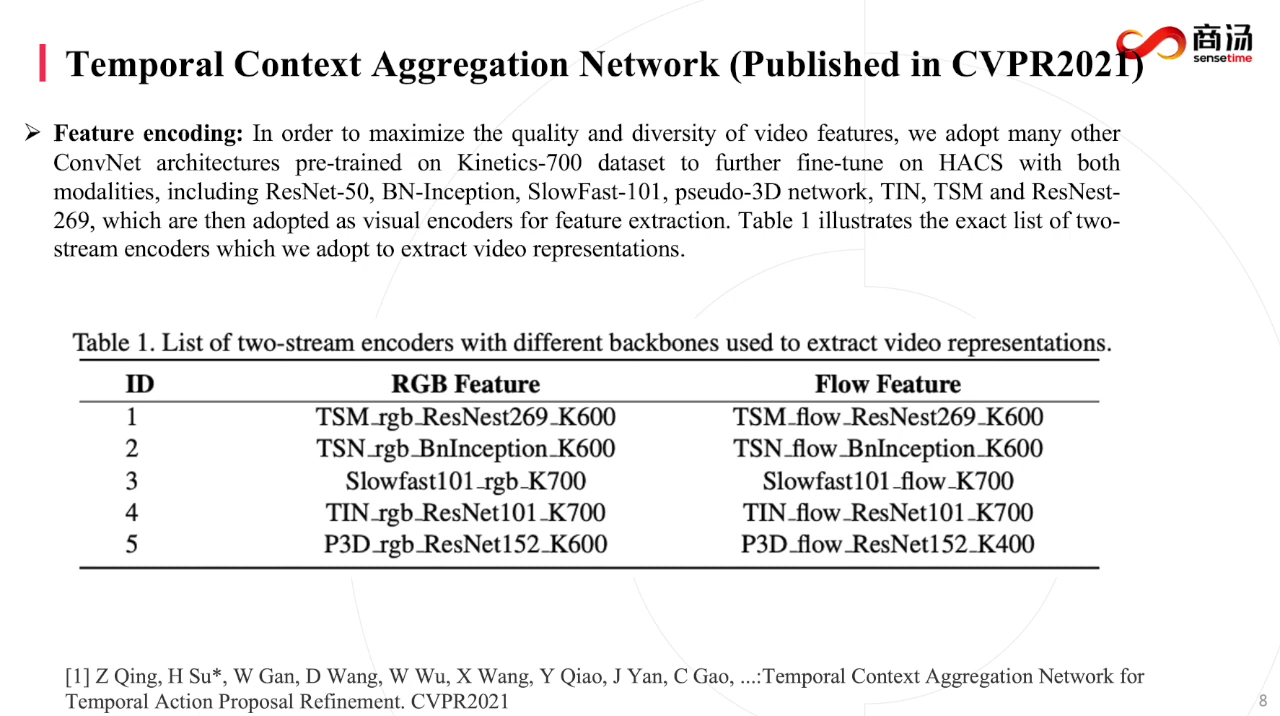 商汤
sensetime
Temporal Context Aggregation Network (Published in CVPR2021)
➢ Feature encoding: In order to maximize the quality and diversity of video features, we adopt many other
ConvNet architectures pre-trained on Kinetics-700 dataset to further fine-tune on HACS with both
modalities, including ResNet-50, BN-Inception, SlowFast-101, pseudo-3D network, TIN, TSM and ResNest-
269, which are then adopted as visual encoders for feature extraction. Table 1 illustrates the exact list of two-
stream encoders which we adopt to extract video representations.
Table 1. List of two-stream encoders with different backbones used to extract video representations.
ID RGB Feature Flow Feature
1 TSM_rgb_ResNest269_K600 TSM_flow_ResNest269_K600
2 TSN_rgb_BnInception_K600 TSN_flow_BnInception_K600
3 Slowfast101_rgb_K700 Slowfast101_flow_K700
4 TIN_rgb_ResNet101_K700 TIN_flow_ResNet101_K700
5 P3D_rgb_ResNet152_K600 P3D_flow_ResNet152_K400
[1] Z Qing, H Su*, W Gan, D Wang, W Wu, X Wang, Y Qiao, J Yan, C Gao, ...:Temporal Context Aggregation Network for
Temporal Action Proposal Refinement. CVPR2021
8